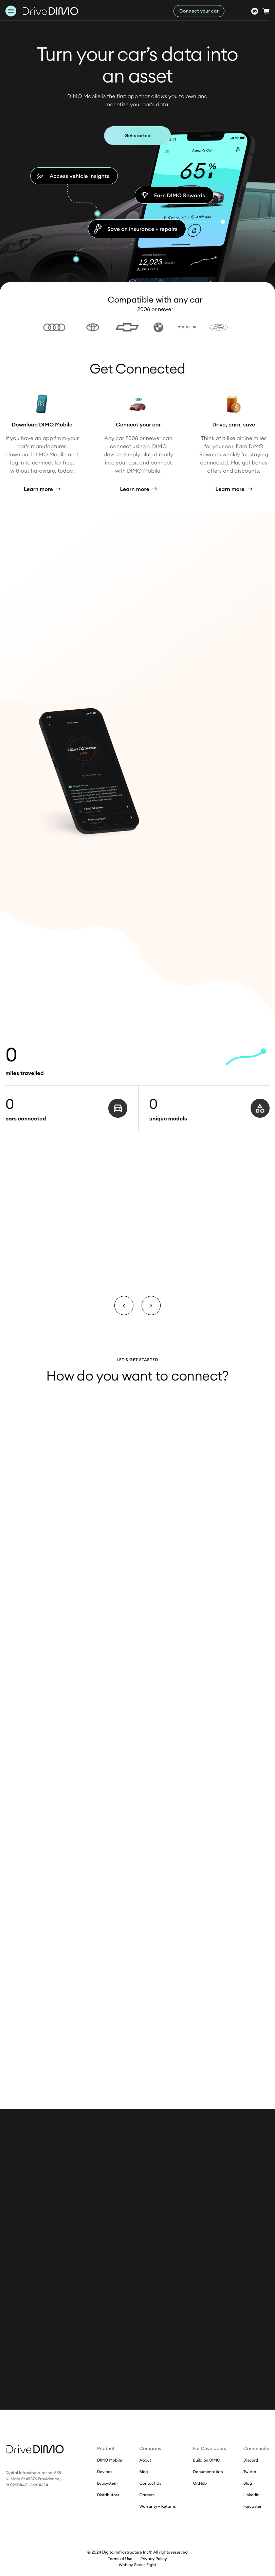 DriveDIMO
Connect your car
Turn your car's data into
an asset
DIMO Mobile is the first app that allows you to own and
monetize your car's data.
Get started
Aaron's Car
Access vehicle insights
65%
Earn DIMO Rewards
Connected
Save on insurance + repairs
12,023
Compatible with any car
2008 or newer
TESLA
Ford
Get Connected
Download DIMO Mobile
If you have an app from your
car's manufacturer,
download DIMO Mobile and
log in to connect for free,
without hardware, today.
Learn more →
Connect your car
Any car 2008 or newer can
connect using a DIMO
device. Simply plug directly
into your car, and connect
with DIMO Mobile.
Learn more →
Drive, earn, save
Think of it like airline miles
for your car. Earn DIMO
Rewards weekly for staying
connected. Plus get bonus
offers and discounts.
Learn more →
Failed O2 Sensor
0
miles travelled
0
cars connected
0
unique models
LET'S GET STARTED
How do you want to connect?
DriveDIMO
Digital Infrastructure Inc. 555
N. Main St #1378 Providence,
RI 02904401-268-4624
Product
DIMO Mobile
Devices
Ecosystem
Distributors
Company
About
Blog
Contact Us
Careers
Warranty + Returns
For Developers
Build on DIMO
Documentation
GitHub
Community
Discord
Twitter
Blog
LinkedIn
Farcaster
© 2024 Digital Infrastructure Inc® All rights reserved
Terms of Use Privacy Policy
Web by Series Eight